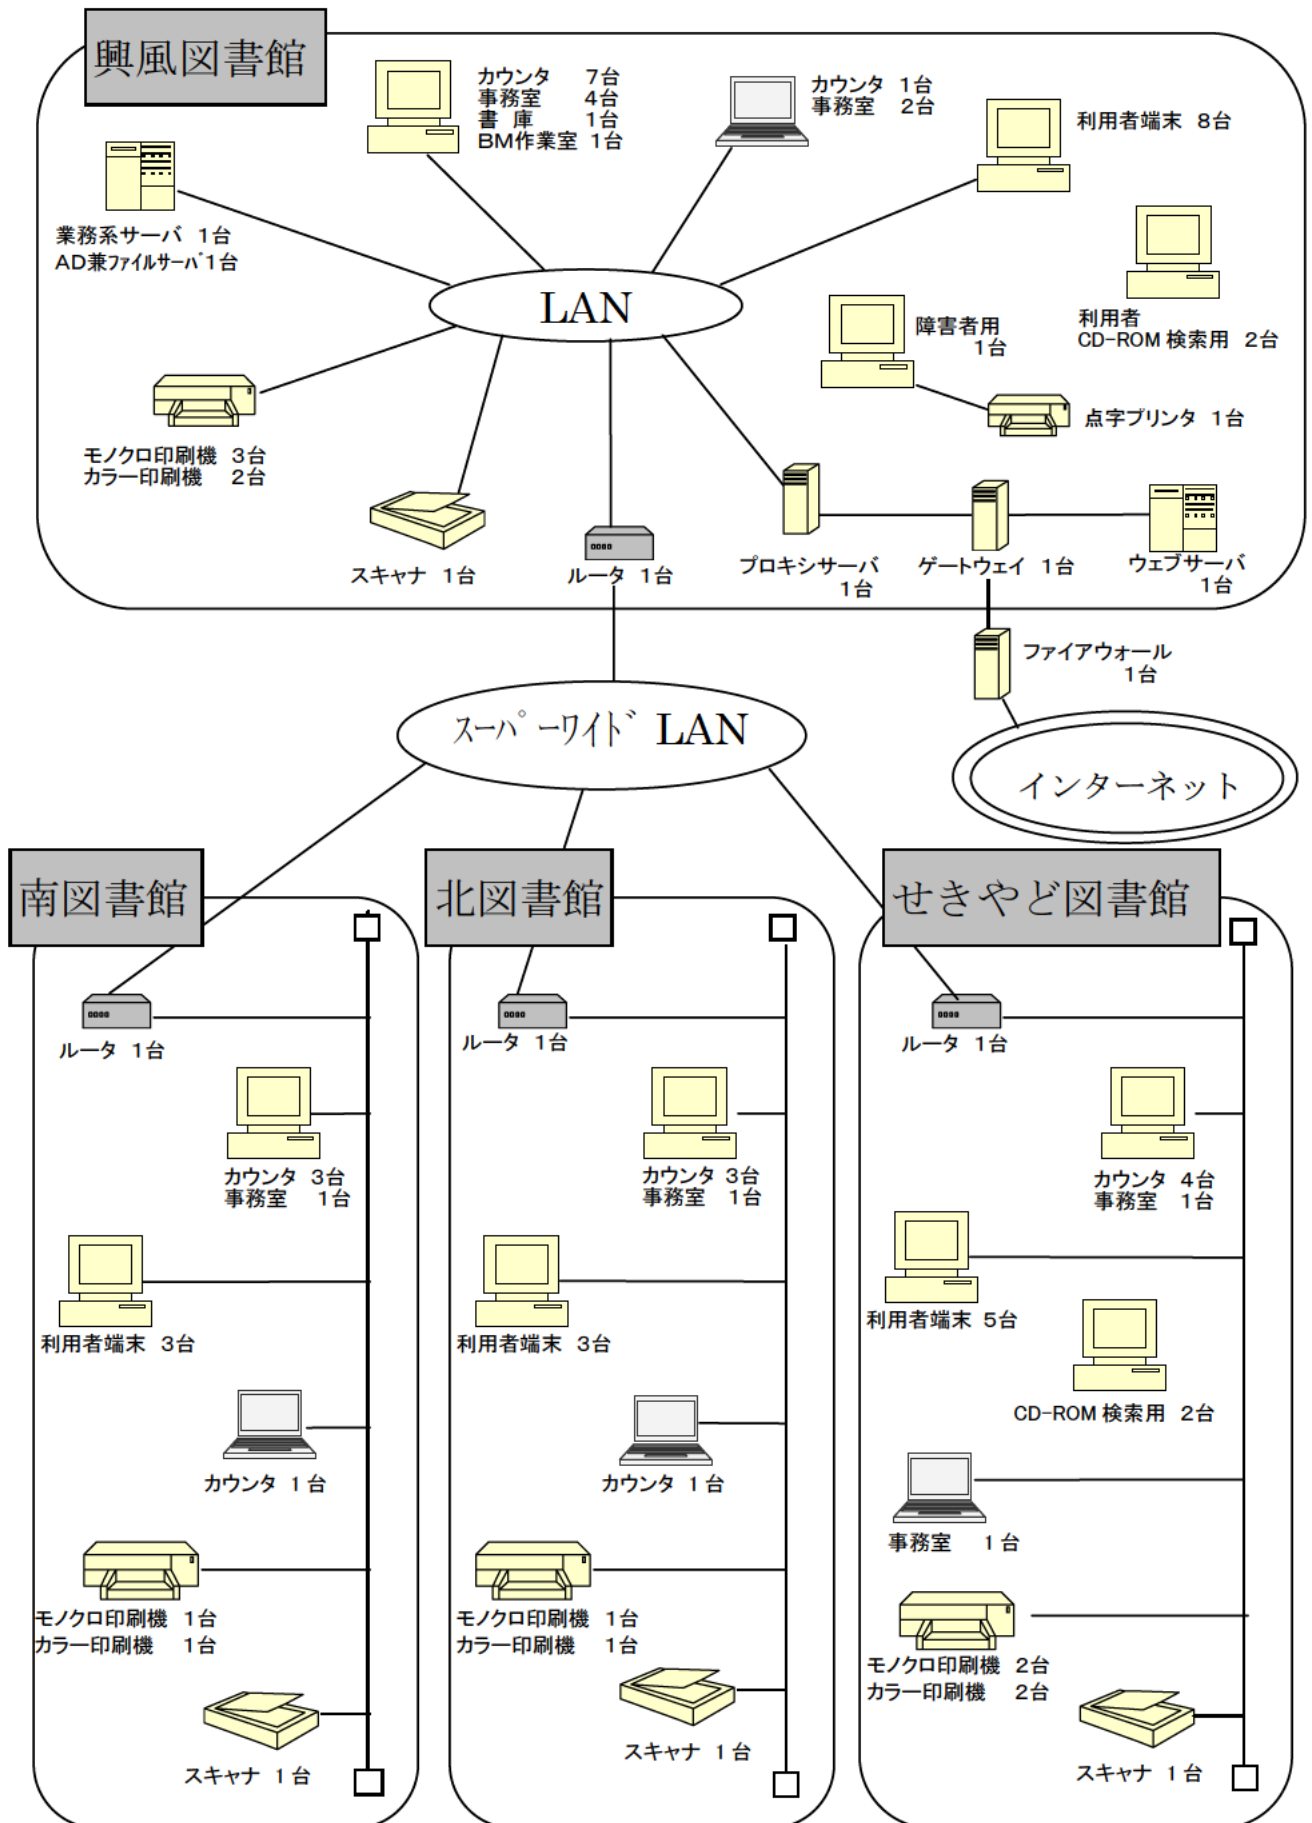 興風図書館
カウンタ 7台
事務室 4台
書 庫 1台
BM作業室 1台
カウンタ 1台
事務室 2台
利用者端末 8台
業務系サーバ 1台
AD兼ﾌｧｲﾙｻｰﾊﾞ1台
LAN
利用者
CD-ROM 検索用 2台
障害者用
1台
点字プリンタ 1台
モノクロ印刷機 3台
カラー印刷機 2台
スキャナ 1台
ルータ 1台
プロキシサーバ
1台
ゲートウェイ 1台
ウェブサーバ
1台
ファイアウォール
1台
ｽｰﾊﾟｰﾜｲﾄﾞ LAN
インターネット
南図書館
ルータ 1台
カウンタ 3台
事務室 1台
利用者端末 3台
カウンタ 1台
モノクロ印刷機 1台
カラー印刷機 1台
スキャナ 1台
北図書館
ルータ 1台
カウンタ 3台
事務室 1台
利用者端末 3台
カウンタ 1台
モノクロ印刷機 1台
カラー印刷機 1台
スキャナ 1台
せきやど図書館
ルータ 1台
カウンタ 4台
事務室 1台
利用者端末 5台
CD-ROM 検索用 2台
事務室 1台
モノクロ印刷機 2台
カラー印刷機 2台
スキャナ 1台